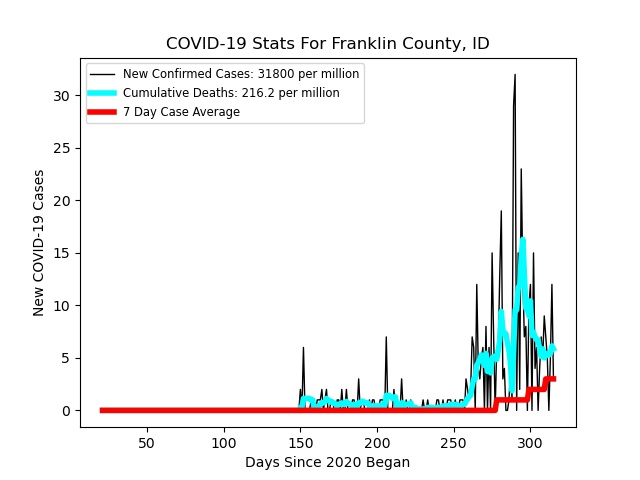 COVID-19 Stats For Franklin County, ID
New Confirmed Cases: 31800 per million
Cumulative Deaths: 216.2 per million
7 Day Case Average
New COVID-19 Cases
30
25
20
15
10
5
0
50 100 150 200 250 300
Days Since 2020 Began